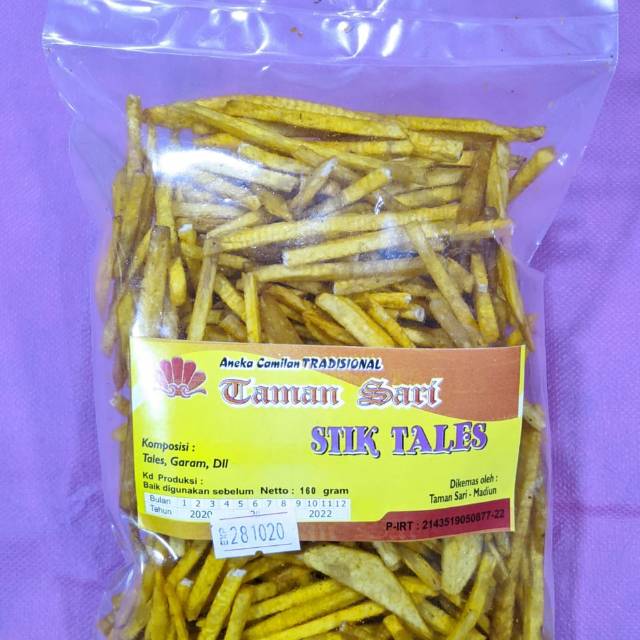 Aneka Camilan TRADISIONAL
Taman Sari
STIK TALES
Komposisi :
Tales, Garam, Dll
Kd Produksi :
Baik digunakan sebelum Netto : 160 gram
Bulan 1 2 3 4 5 6 7 8 9 10 11 12
Tahun 2020 2022
281020
Dikemas oleh :
Taman Sari - Madiun
P-IRT : 2143519050877-22